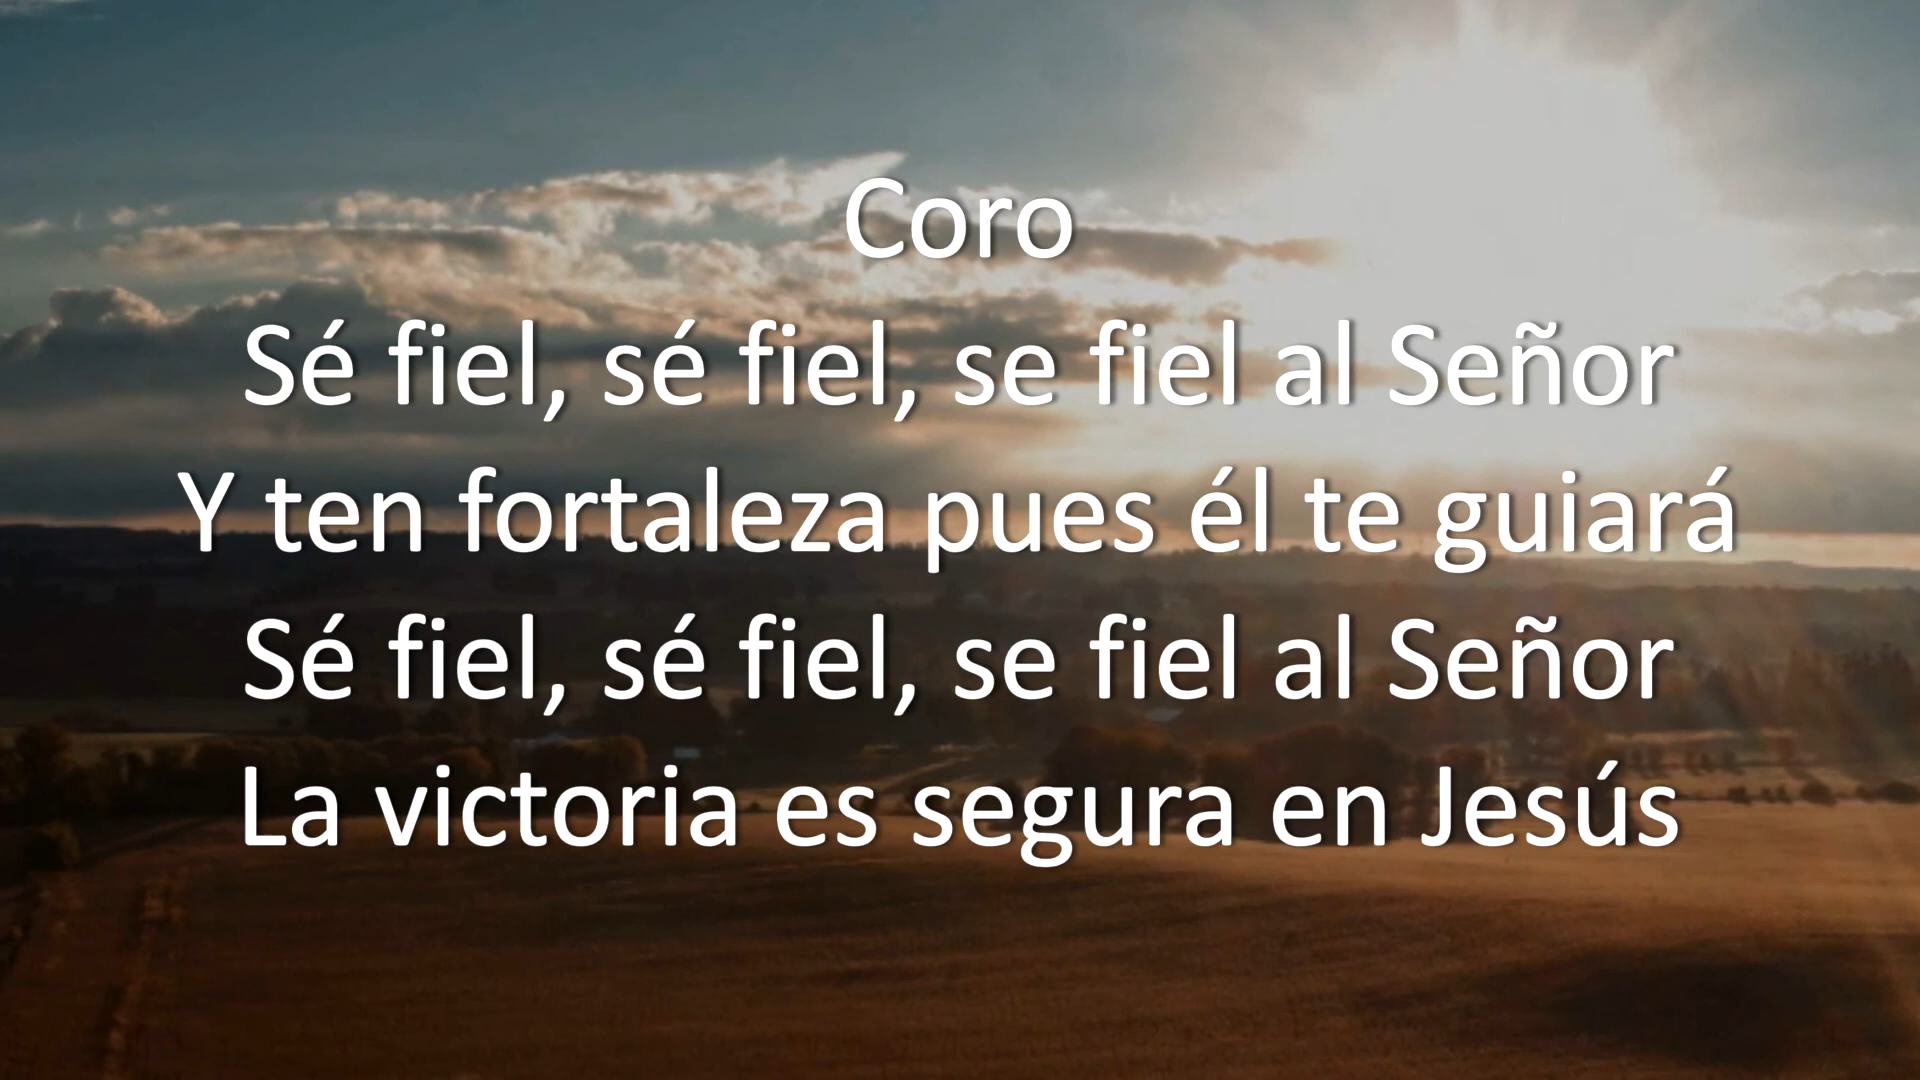 Coro
Sé fiel, sé fiel, se fiel al Señor
Y ten fortaleza pues él te guiará
Sé fiel, sé fiel, se fiel al Señor
La victoria es segura en Jesús